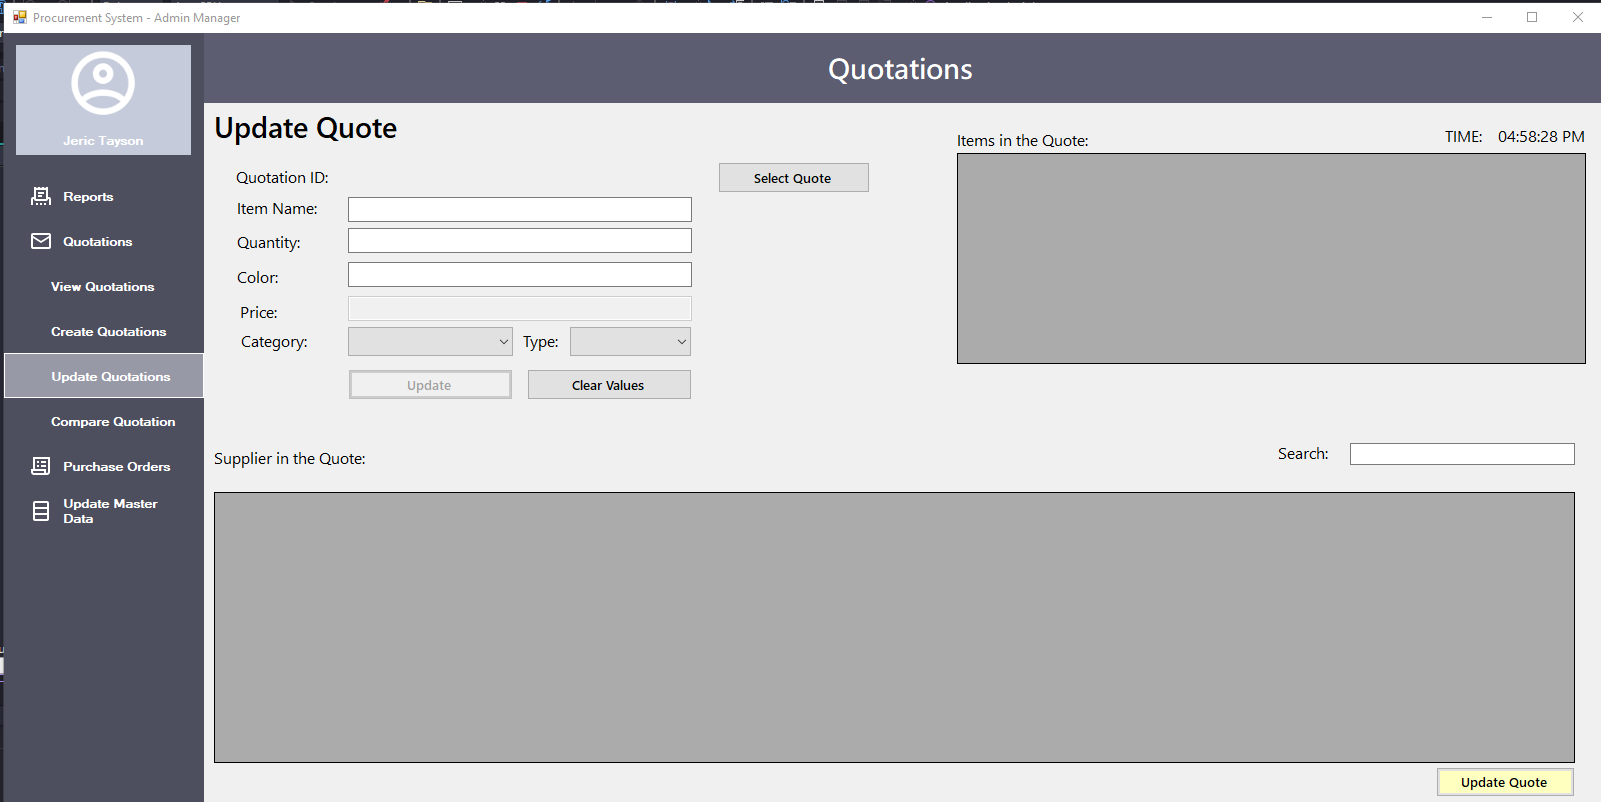 Procurement System - Admin Manager
Jeric Tayson
Reports
Quotations
View Quotations
Create Quotations
Update Quotations
Compare Quotation
Purchase Orders
Update Master
Data
Quotations
Update Quote
Items in the Quote:
TIME: 04:58:28 PM
Quotation ID:
Select Quote
Item Name:
Quantity:
Color:
Price:
Category:
Type:
Update
Clear Values
Supplier in the Quote:
Search:
Update Quote